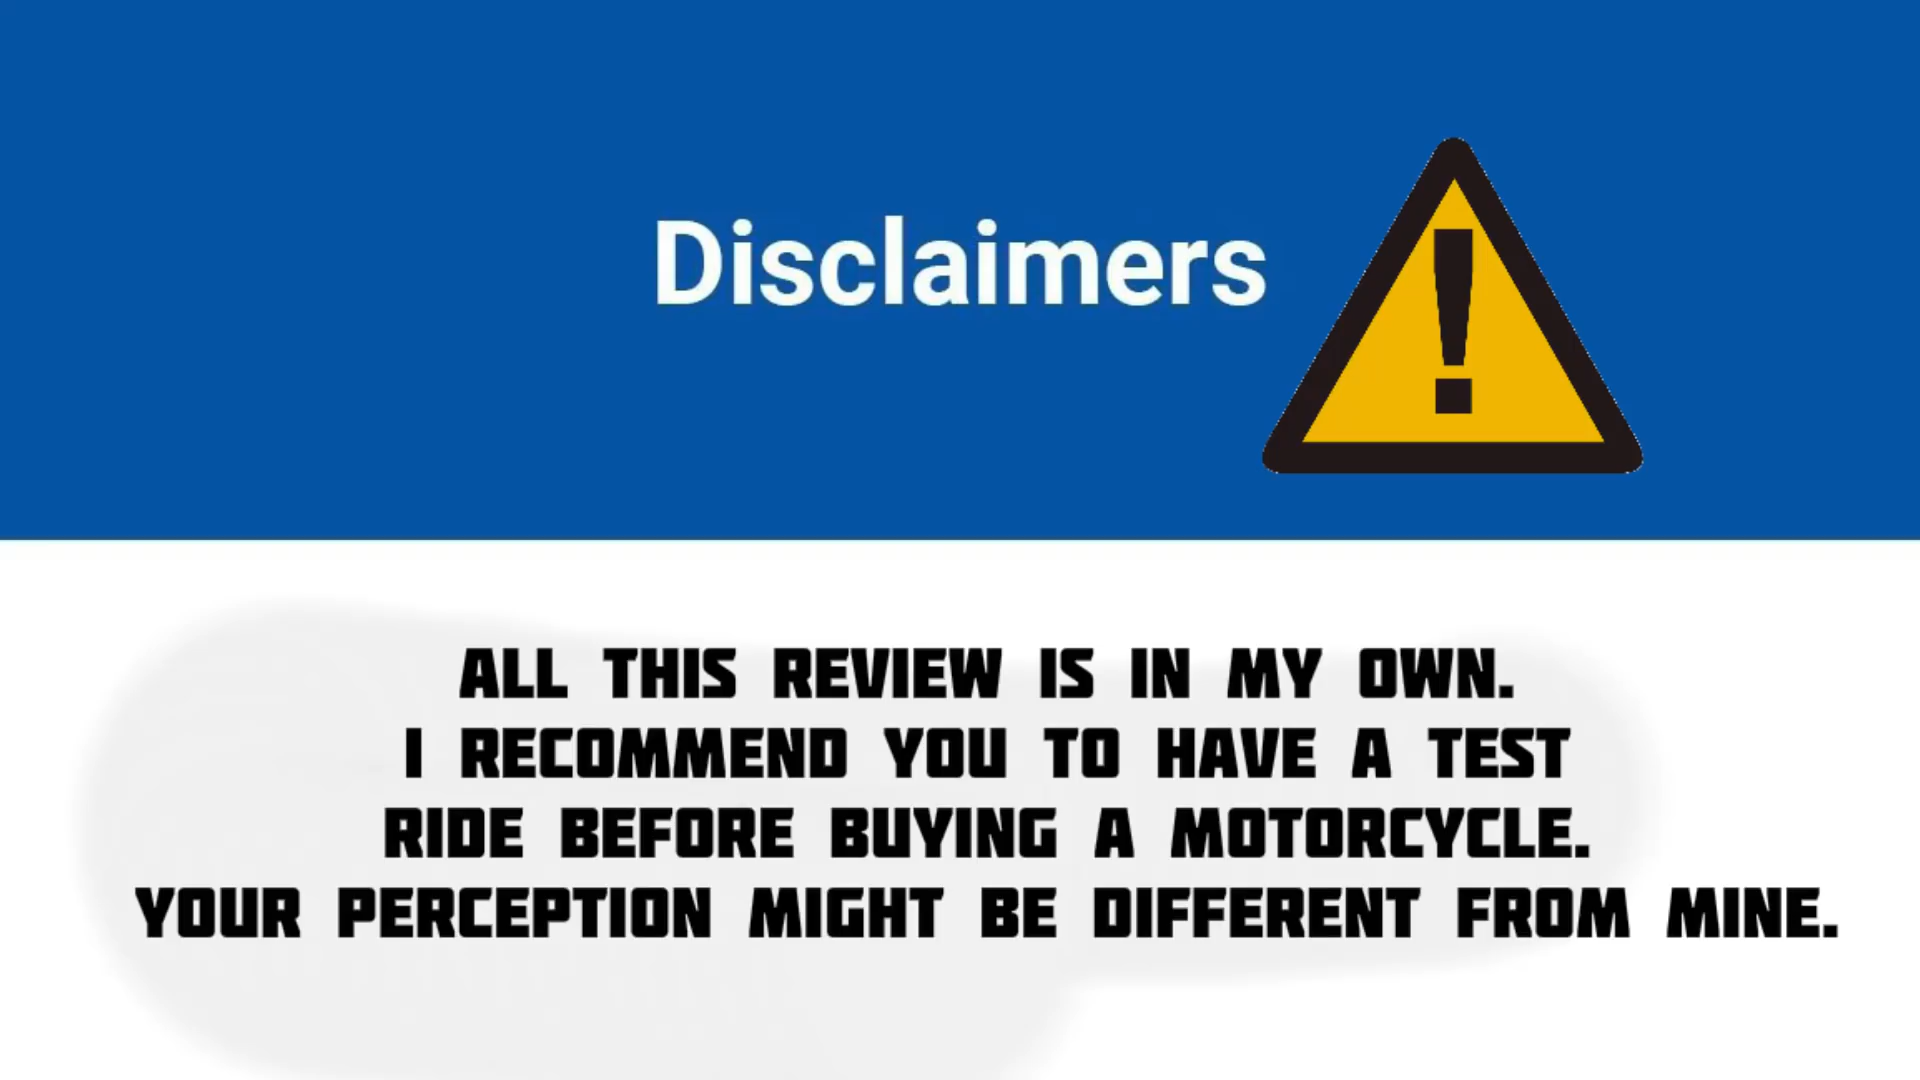 Disclaimers
ALL THIS REVIEW IS IN MY OWN.
I RECOMMEND YOU TO HAVE A TEST
RIDE BEFORE BUYING A MOTORCYCLE.
YOUR PERCEPTION MIGHT BE DIFFERENT FROM MINE.